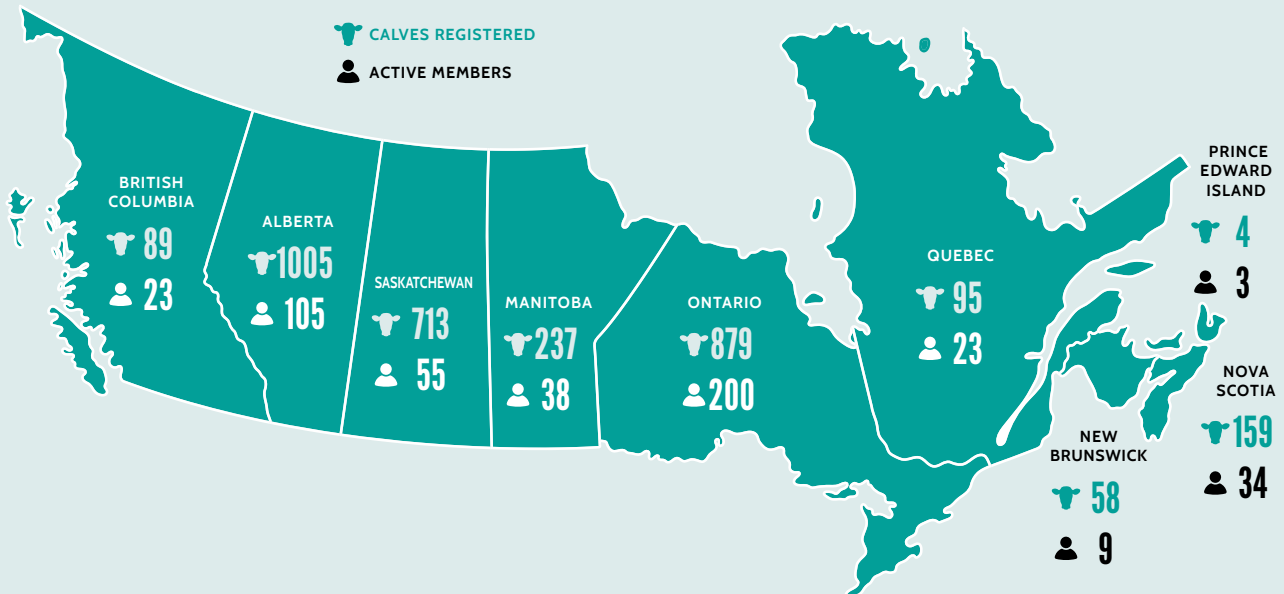 CALVES REGISTERED
ACTIVE MEMBERS
BRITISH
COLUMBIA
89
23
ALBERTA
1005
105
SASKATCHEWAN
713
55
MANITOBA
237
38
ONTARIO
879
200
QUEBEC
95
23
PRINCE
EDWARD
ISLAND
4
3
NOVA
SCOTIA
159
34
NEW
BRUNSWICK
58
9